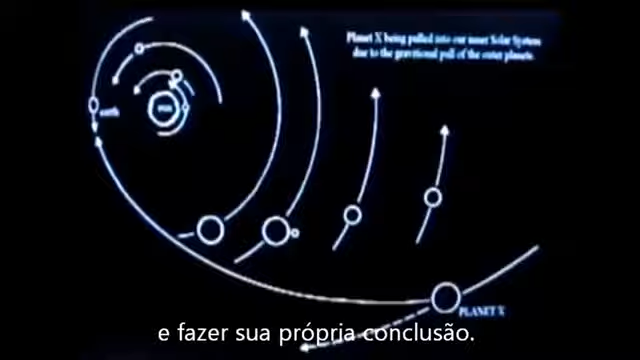 Planet X being pulled into our inner Solar System
due to the gravitional pull of the outer planets.
earth
PLANET X
e fazer sua própria conclusão.